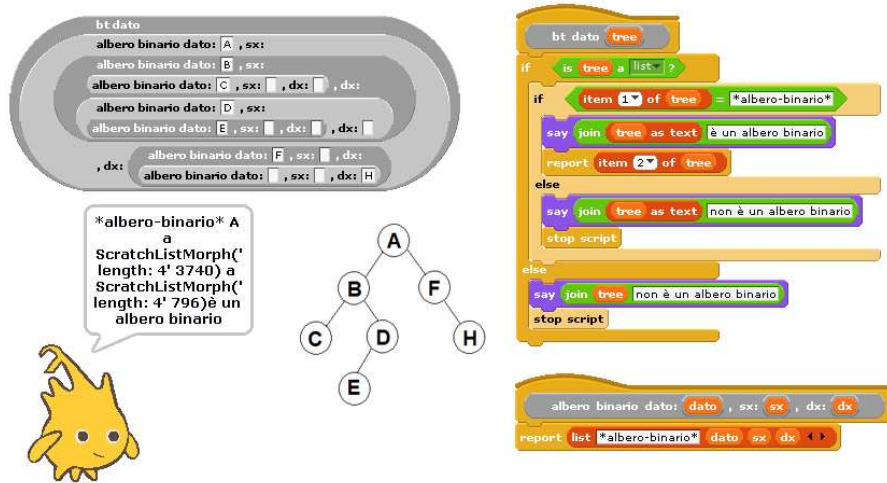 bt dato
albero binario dato: A , sx:
albero binario dato: B , sx:
albero binario dato: C , sx: , dx: , dx:
albero binario dato: D , sx:
albero binario dato: E , sx: , dx: , dx:
, dx: albero binario dato: F , sx: , dx:
albero binario dato: , sx: , dx: H
*albero-binario* A
a
ScratchListMorph('
length: 4' 3740) a
ScratchListMorph('
length: 4' 796)è un
albero binario
A
B
F
C
D
H
E
bt dato tree
if is tree a list ?
if item 1 of tree = *albero-binario*
say join tree as text è un albero binario
report item 2 of tree
else
say join tree as text non è un albero binario
stop script
else
say join tree non è un albero binario
stop script
albero binario dato: dato , sx: sx , dx: dx
report list *albero-binario* dato sx dx